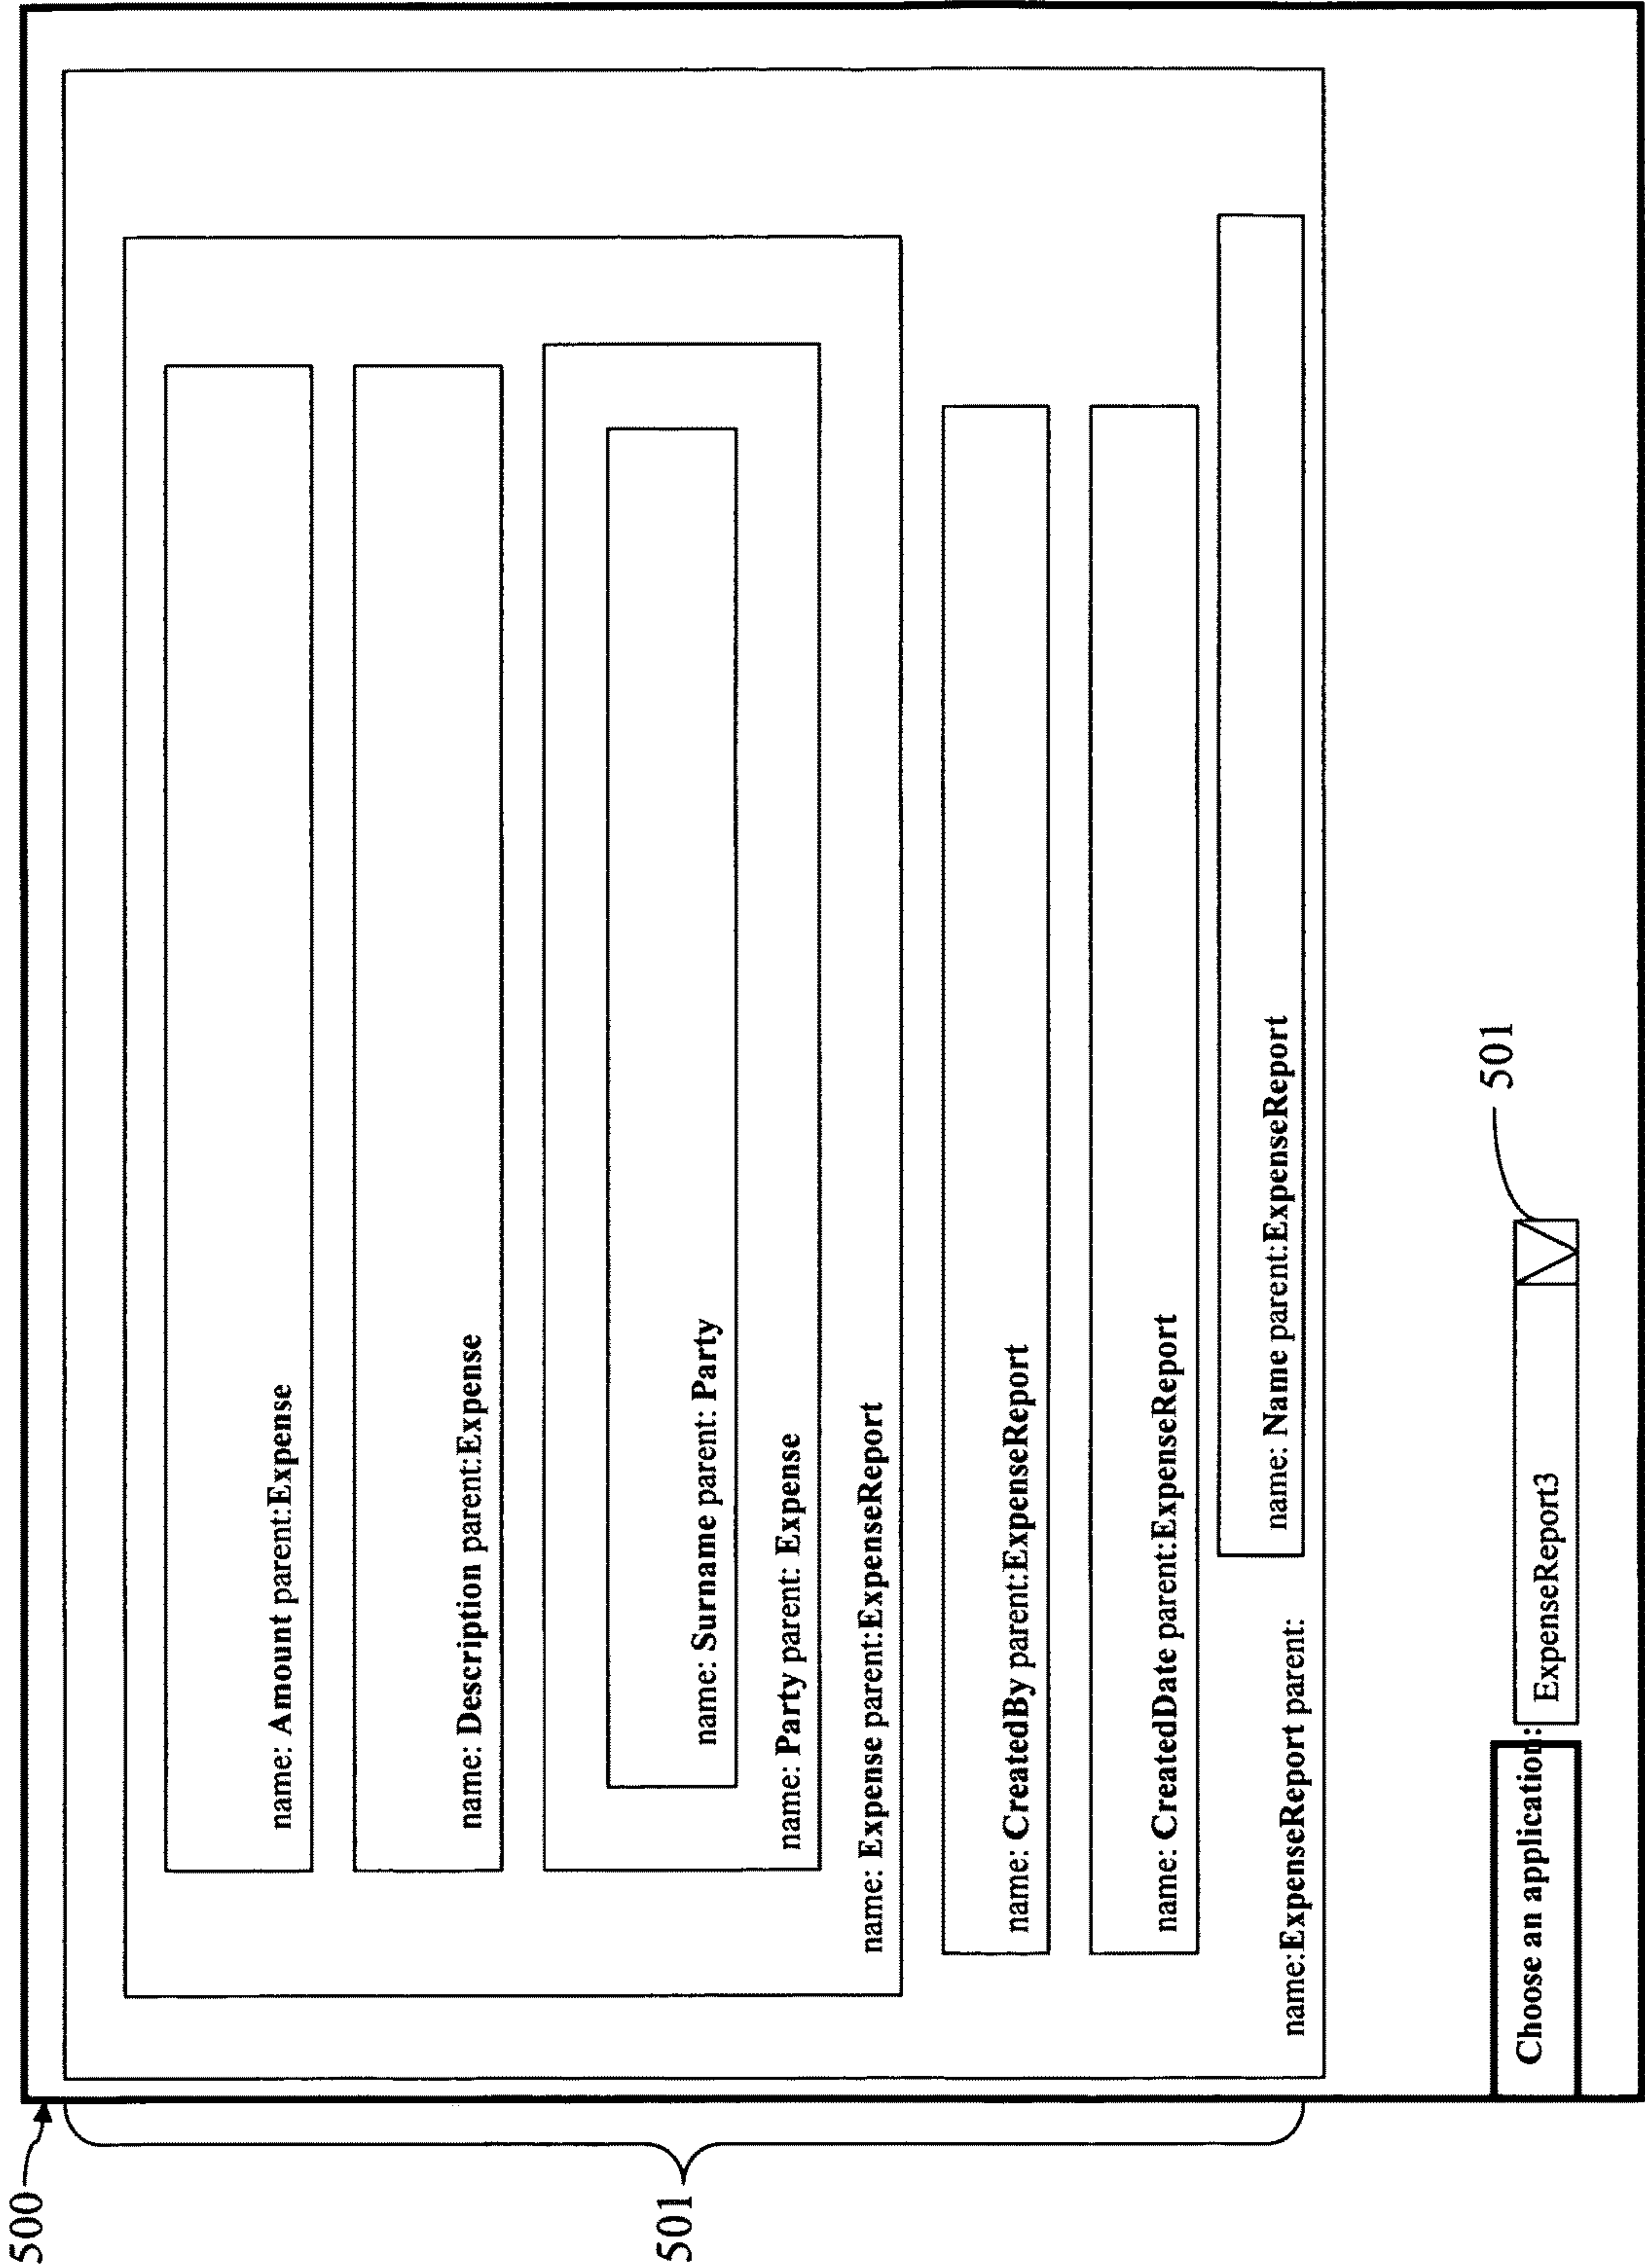 500
501
name: Amount parent:Expense
name: Description parent:Expense
name: Surname parent: Party
name: Party parent: Expense
name: Expense parent:ExpenseReport
name: CreatedBy parent:ExpenseReport
name: CreatedDate parent:ExpenseReport
name: Name parent:ExpenseReport
name:ExpenseReport parent:
501
Choose an application:
ExpenseReport3